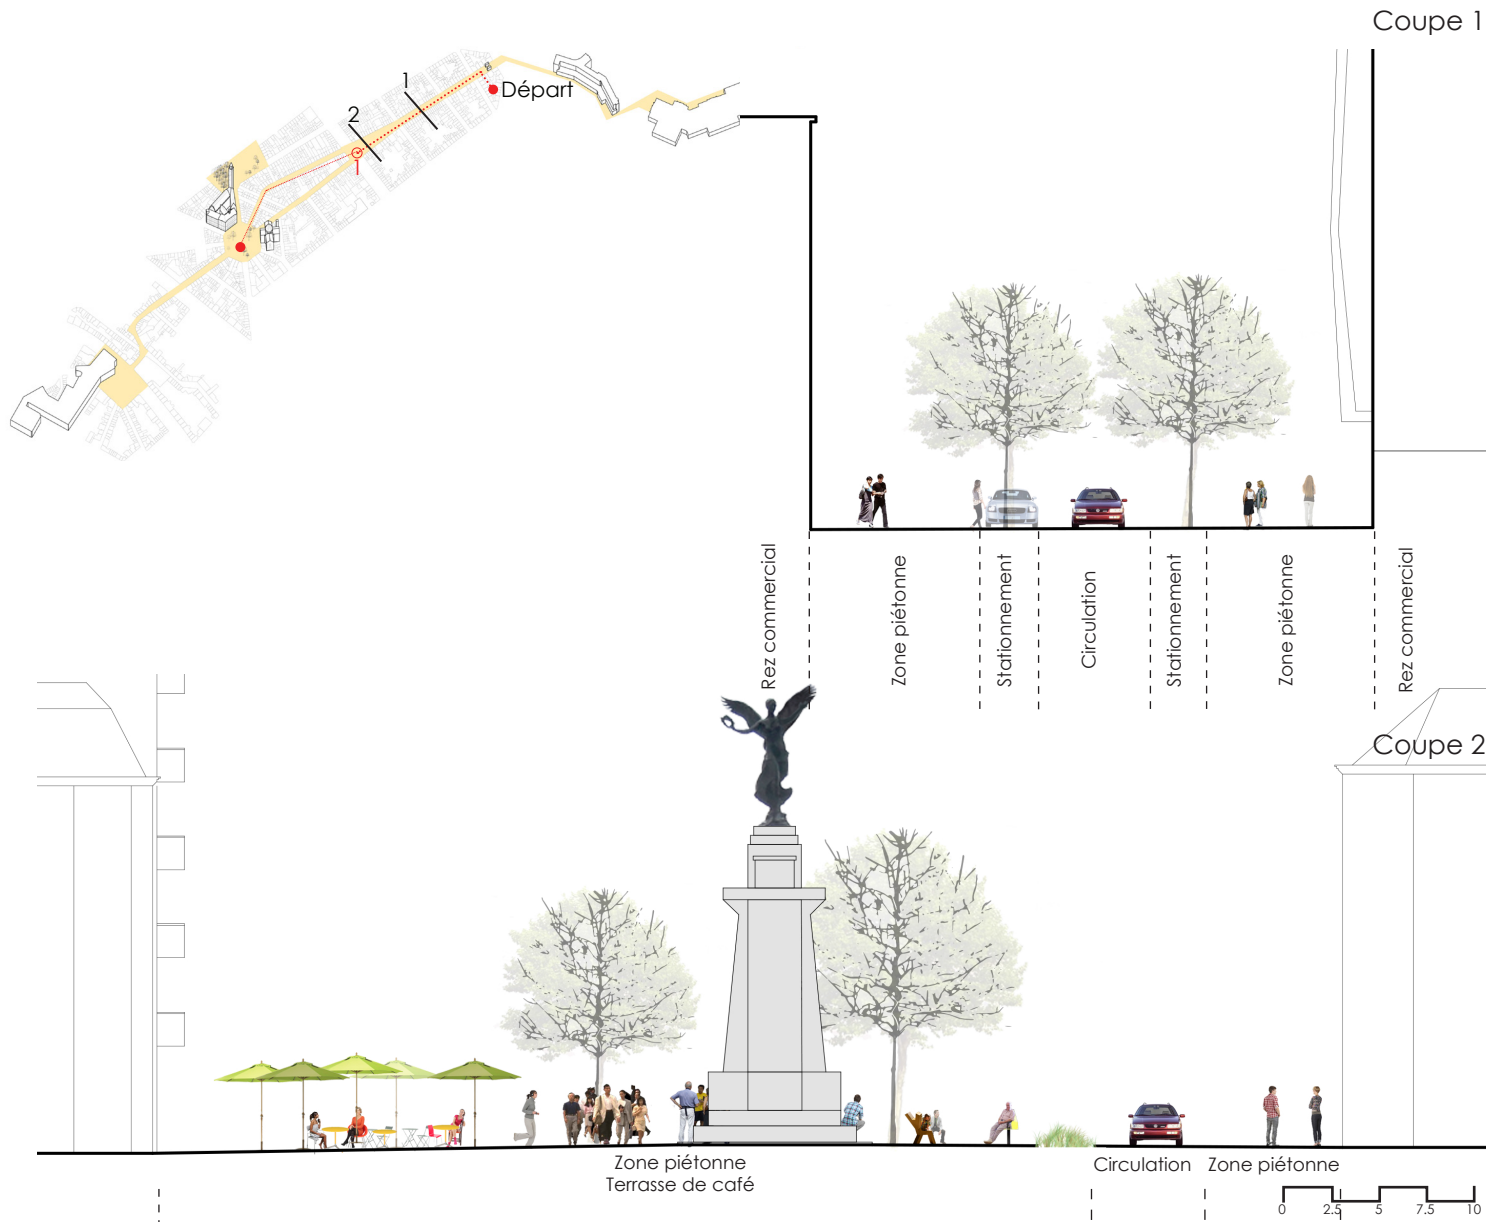 Coupe 1
1
Départ
2
1
Rez commercial
Zone piétonne
Stationnement
Circulation
Stationnement
Zone piétonne
Rez commercial
Coupe 2
Zone piétonne
Terrasse de café
Circulation
Zone piétonne
0 2.5 5 7.5 10